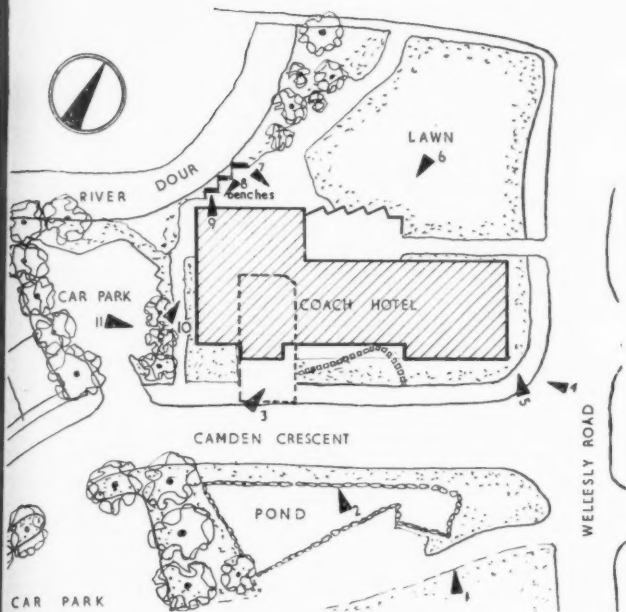 LAWN
6
RIVER DOUR
7
8
benches
9
CAR PARK
11
10
COACH HOTEL
3
4
5
CAMDEN CRESCENT
WELLESLY ROAD
POND
2
1
CAR PARK